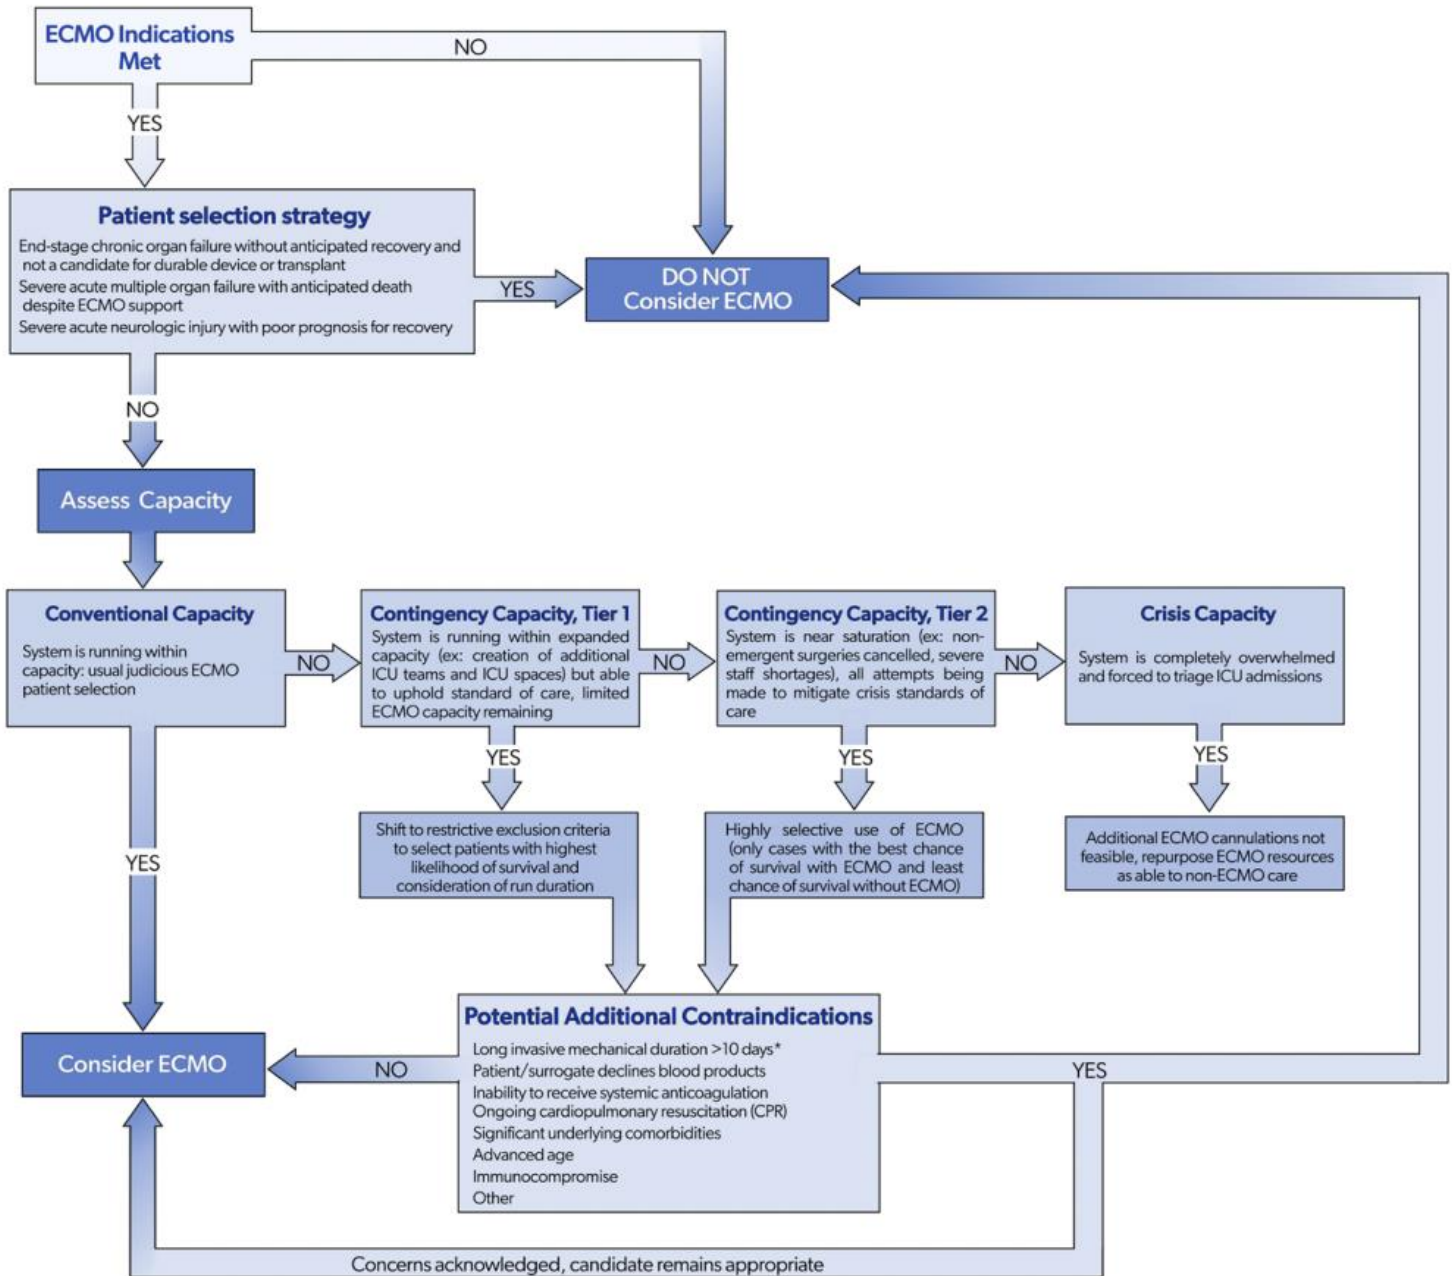 ECMO Indications
Met
NO
YES
Patient selection strategy
End-stage chronic organ failure without anticipated recovery and
not a candidate for durable device or transplant
Severe acute multiple organ failure with anticipated death
despite ECMO support
Severe acute neurologic injury with poor prognosis for recovery
YES
DO NOT
Consider ECMO
NO
Assess Capacity
Conventional Capacity
System is running within
capacity: usual judicious ECMO
patient selection
NO
Contingency Capacity, Tier 1
System is running within expanded
capacity (ex: creation of additional
ICU teams and ICU spaces) but able
to uphold standard of care, limited
ECMO capacity remaining
NO
Contingency Capacity, Tier 2
System is near saturation (ex: non-
emergent surgeries cancelled, severe
staff shortages), all attempts being
made to mitigate crisis standards of
care
NO
Crisis Capacity
System is completely overwhelmed
and forced to triage ICU admissions
YES
YES
YES
YES
Shift to restrictive exclusion criteria
to select patients with highest
likelihood of survival and
consideration of run duration
Highly selective use of ECMO
(only cases with the best chance
of survival with ECMO and least
chance of survival without ECMO)
Additional ECMO cannulations not
feasible, repurpose ECMO resources
as able to non-ECMO care
Consider ECMO
NO
Potential Additional Contraindications
Long invasive mechanical duration >10 days*
Patient/surrogate declines blood products
Inability to receive systemic anticoagulation
Ongoing cardiopulmonary resuscitation (CPR)
Significant underlying comorbidities
Advanced age
Immunocompromise
Other
YES
Concerns acknowledged, candidate remains appropriate